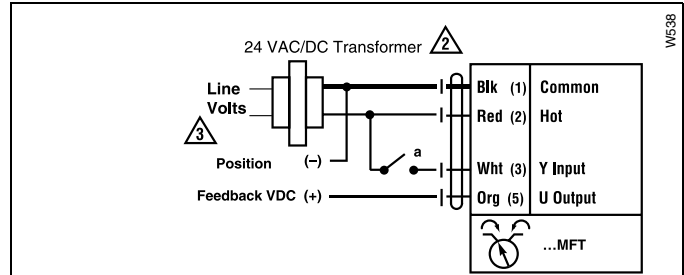 W538
24 VAC/DC Transformer 2
Line
Volts
3
Position (–)
Feedback VDC (+)
a
Blk (1) Common
Red (2) Hot
Wht (3) Y Input
Org (5) U Output
...MFT